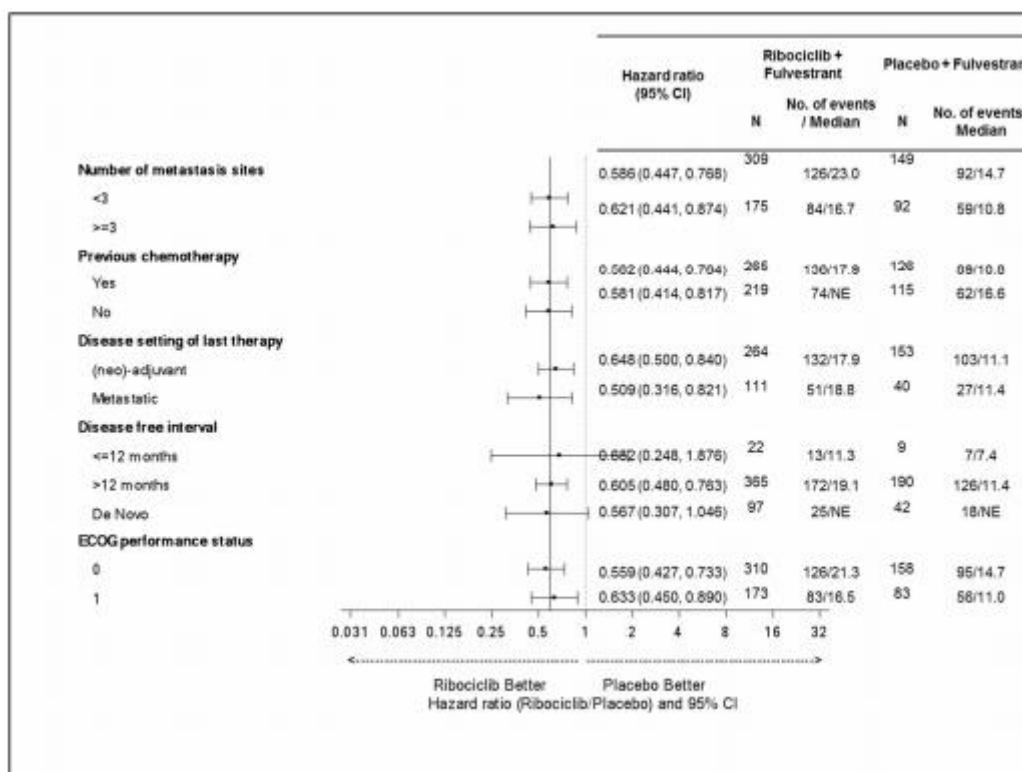 Hazard ratio
(95% CI)
Ribociclib +
Fulvestrant
Placebo + Fulvestran
N
No. of events
/ Median
N
No. of events
Median
Number of metastasis sites
0.586 (0.447, 0.768) 309 126/23.0 149 92/14.7
<3
0.621 (0.441, 0.874) 175 84/16.7 92 59/10.8
>=3
Previous chemotherapy
265 126
Yes
0.581 (0.414, 0.817) 219 74/NE 115 62/16.6
No
Disease setting of last therapy
0.648 (0.500, 0.840) 264 132/17.9 153 103/11.1
(neo)-adjuvant
0.509 (0.316, 0.821) 111 51/18.8 40 27/11.4
Metastatic
Disease free interval
<=12 months 0.682 (0.248, 1.876) 22 13/11.3 9 7/7.4
>12 months 0.605 (0.480, 0.763) 365 172/19.1 190 126/11.4
De Novo 0.567 (0.307, 1.046) 97 25/NE 42 18/NE
ECOG performance status
0 0.559 (0.427, 0.733) 310 126/21.3 158 95/14.7
1 0.633 (0.450, 0.890) 173 83/16.5 83 56/11.0
0.031 0.063 0.125 0.25 0.5 1 2 4 8 16 32
Ribociclib Better Placebo Better
Hazard ratio (Ribociclib/Placebo) and 95% CI